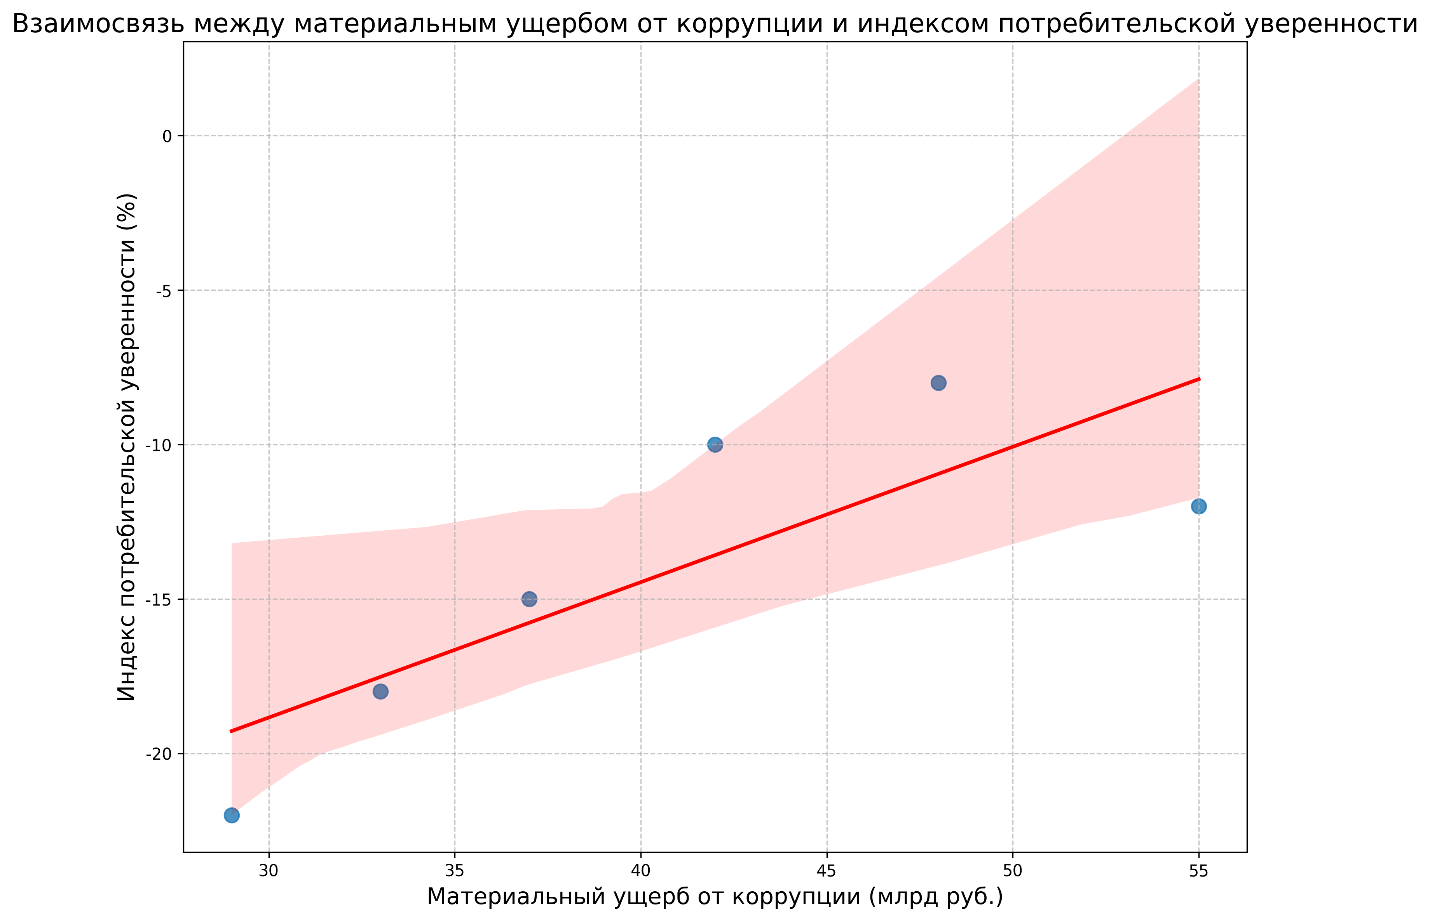 Взаимосвязь между материальным ущербом от коррупции и индексом потребительской уверенности
Индекс потребительской уверенности (%)
0
-5
-10
-15
-20
30 35 40 45 50 55
Материальный ущерб от коррупции (млрд руб.)